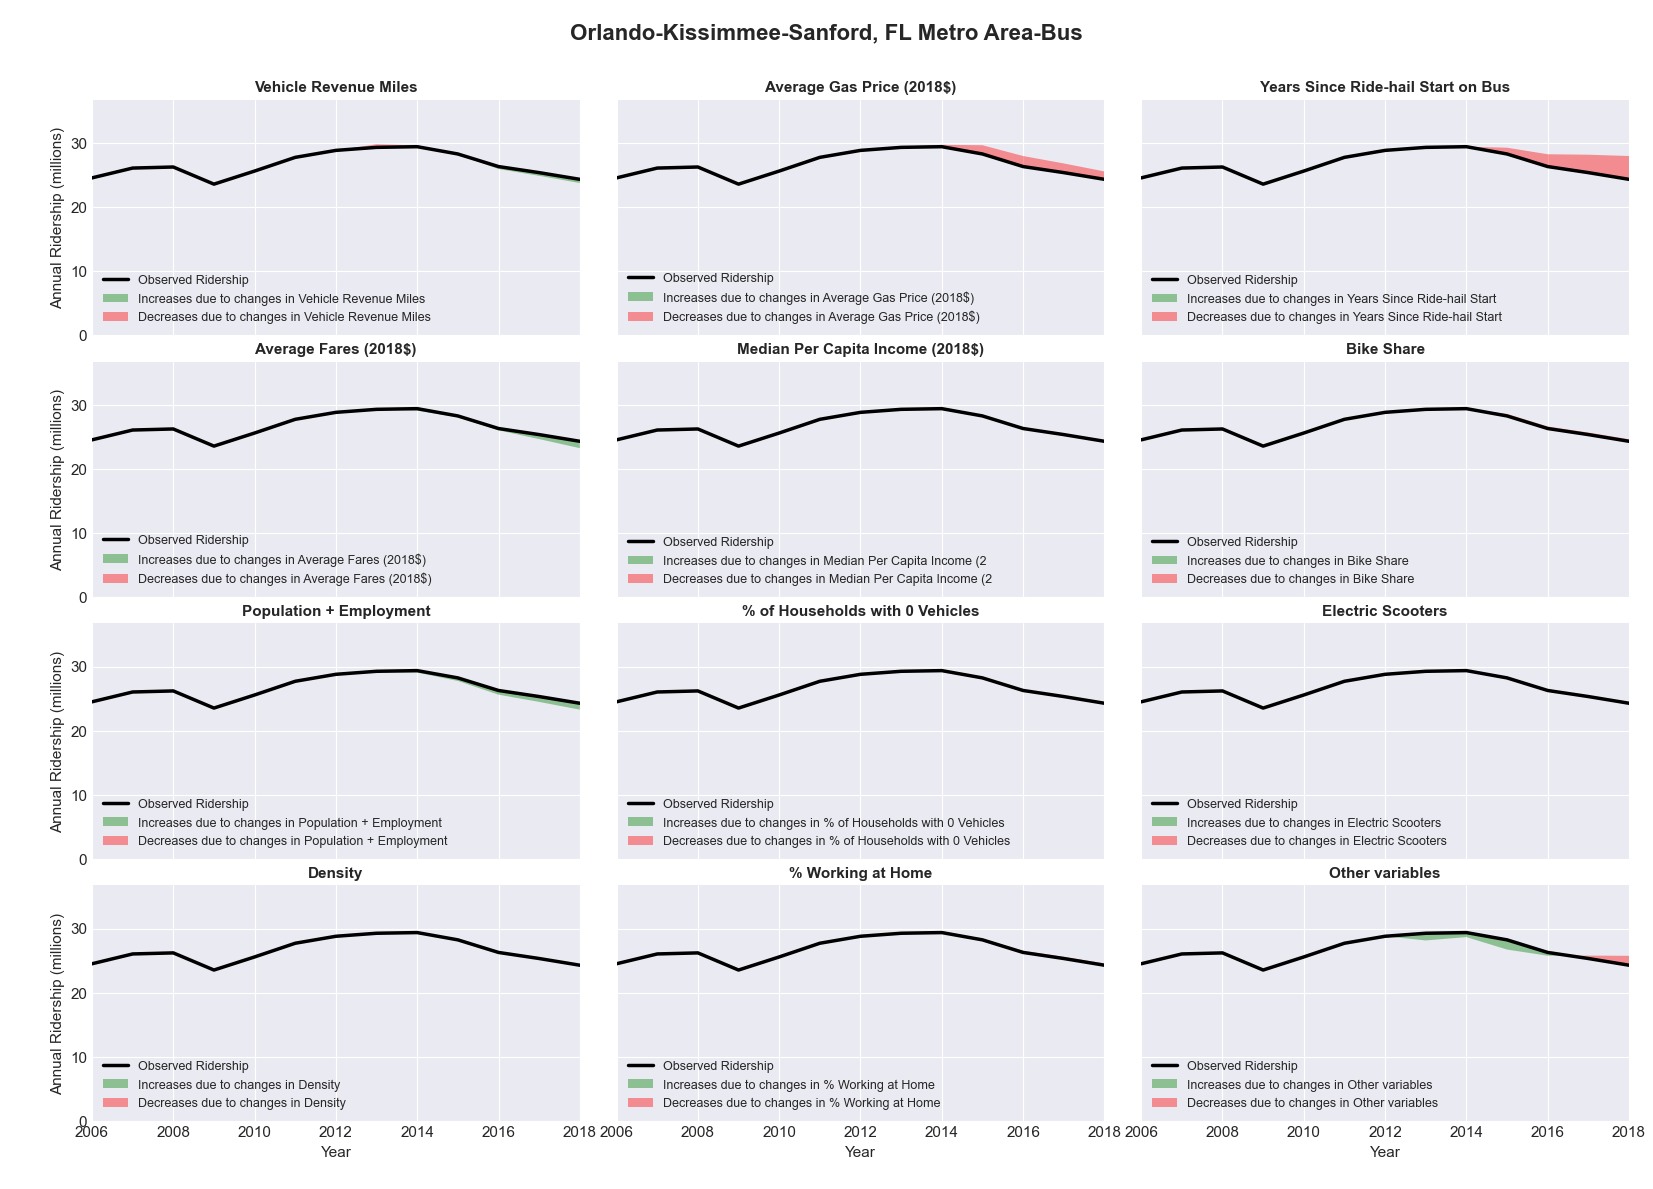 Orlando-Kissimmee-Sanford, FL Metro Area-Bus
Vehicle Revenue Miles
Annual Ridership (millions)
30
20
10
0
Observed Ridership
Increases due to changes in Vehicle Revenue Miles
Decreases due to changes in Vehicle Revenue Miles
Average Gas Price (2018$)
Observed Ridership
Increases due to changes in Average Gas Price (2018$)
Decreases due to changes in Average Gas Price (2018$)
Years Since Ride-hail Start on Bus
Observed Ridership
Increases due to changes in Years Since Ride-hail Start
Decreases due to changes in Years Since Ride-hail Start
Average Fares (2018$)
Annual Ridership (millions)
30
20
10
0
Observed Ridership
Increases due to changes in Average Fares (2018$)
Decreases due to changes in Average Fares (2018$)
Median Per Capita Income (2018$)
Observed Ridership
Increases due to changes in Median Per Capita Income (2
Decreases due to changes in Median Per Capita Income (2
Bike Share
Observed Ridership
Increases due to changes in Bike Share
Decreases due to changes in Bike Share
Population + Employment
Annual Ridership (millions)
30
20
10
0
Observed Ridership
Increases due to changes in Population + Employment
Decreases due to changes in Population + Employment
% of Households with 0 Vehicles
Observed Ridership
Increases due to changes in % of Households with 0 Vehicles
Decreases due to changes in % of Households with 0 Vehicles
Electric Scooters
Observed Ridership
Increases due to changes in Electric Scooters
Decreases due to changes in Electric Scooters
Density
Annual Ridership (millions)
30
20
10
0
Observed Ridership
Increases due to changes in Density
Decreases due to changes in Density
2006 2008 2010 2012 2014 2016 2018
Year
% Working at Home
Observed Ridership
Increases due to changes in % Working at Home
Decreases due to changes in % Working at Home
2006 2008 2010 2012 2014 2016 2018
Year
Other variables
Observed Ridership
Increases due to changes in Other variables
Decreases due to changes in Other variables
2006 2008 2010 2012 2014 2016 2018
Year